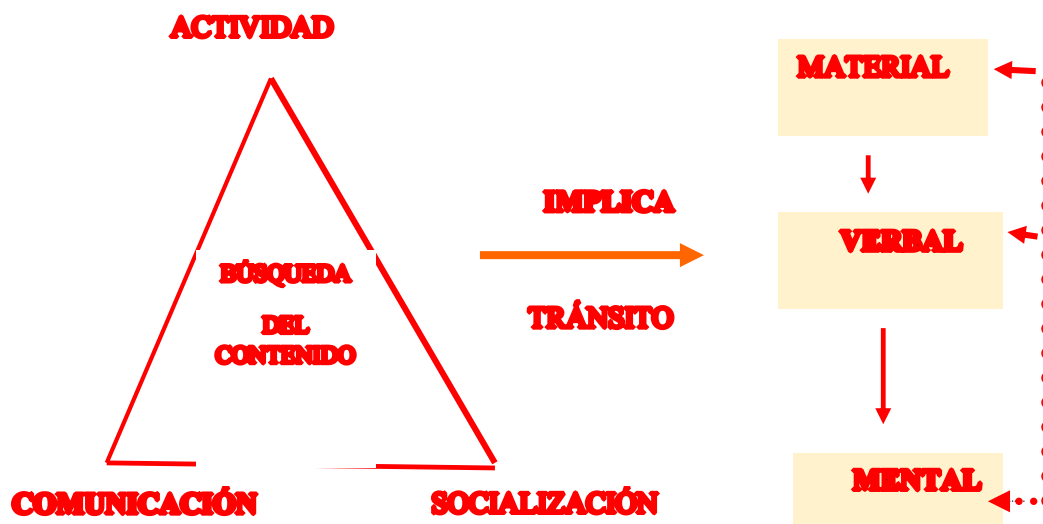 ACTIVIDAD
BÚSQUEDA
DEL
CONTENIDO
COMUNICACIÓN
SOCIALIZACIÓN
IMPLICA
TRÁNSITO
MATERIAL
VERBAL
MENTAL